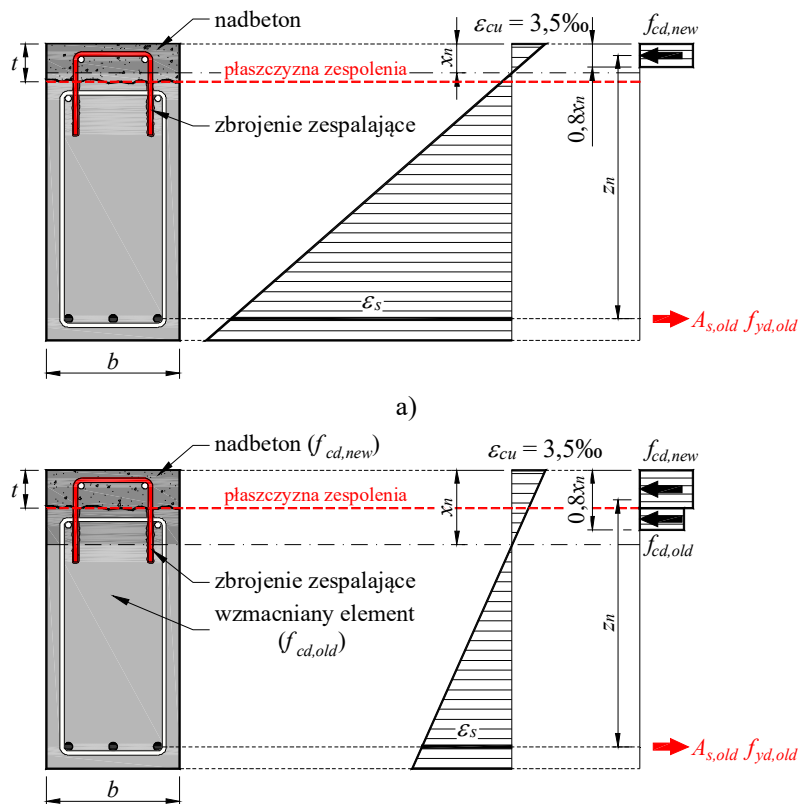 nadbeton
ε_cu = 3,5‰
f_cd,new
t
x_n
płaszczyzna zespolenia
0,8x_n
zbrojenie zespalające
z_n
ε_s
A_s,old f_yd,old
b
a)
nadbeton (f_cd,new)
ε_cu = 3,5‰
f_cd,new
t
płaszczyzna zespolenia
x_n
0,8x_n
f_cd,old
zbrojenie zespalające
wzmacniany element
(f_cd,old)
z_n
ε_s
A_s,old f_yd,old
b